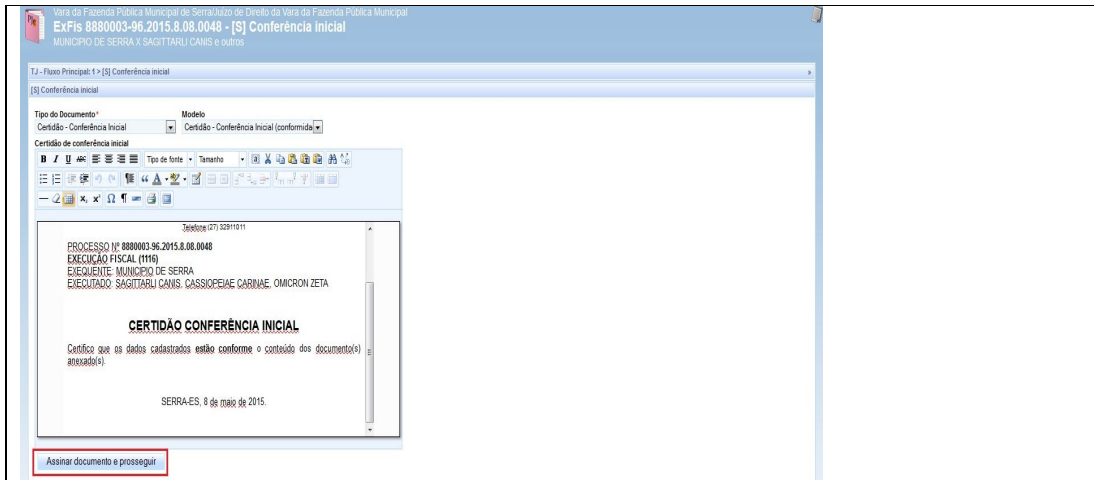 Vara da Fazenda Pública Municipal de Serra/Juízo de Direito da Vara da Fazenda Pública Municipal
ExFis 8880003-96.2015.8.08.0048 - [S] Conferência inicial
MUNICIPIO DE SERRA X SAGITTARLI CANIS e outros
TJ - Fluxo Principal: 1 > [S] Conferência inicial »
[S] Conferência inicial
Tipo do Documento* Modelo
Certidão - Conferência Inicial Certidão - Conferência Inicial (conformida
Certidão de conferência inicial
B I U ABC Tipo de fonte Tamanho
Telefone:(27) 32911011
PROCESSO Nº 8880003-96.2015.8.08.0048
EXECUÇÃO FISCAL (1116)
EXEQUENTE: MUNICIPIO DE SERRA
EXECUTADO: SAGITTARLI CANIS, CASSIOPEIAE CARINAE, OMICRON ZETA
CERTIDÃO CONFERÊNCIA INICIAL
Certifico que os dados cadastrados estão conforme o conteúdo dos documento(s)
anexado(s).
SERRA-ES, 8 de maio de 2015.
Assinar documento e prosseguir